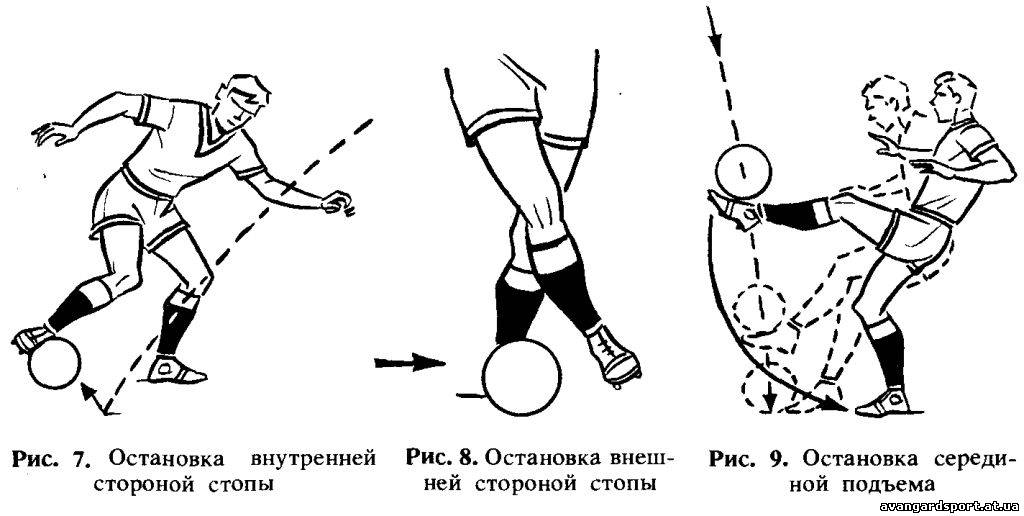 Рис. 7. Остановка внутренней
стороной стопы
Рис. 8. Остановка внеш-
ней стороной стопы
Рис. 9. Остановка середи-
ной подъема
avangardsport.at.ua